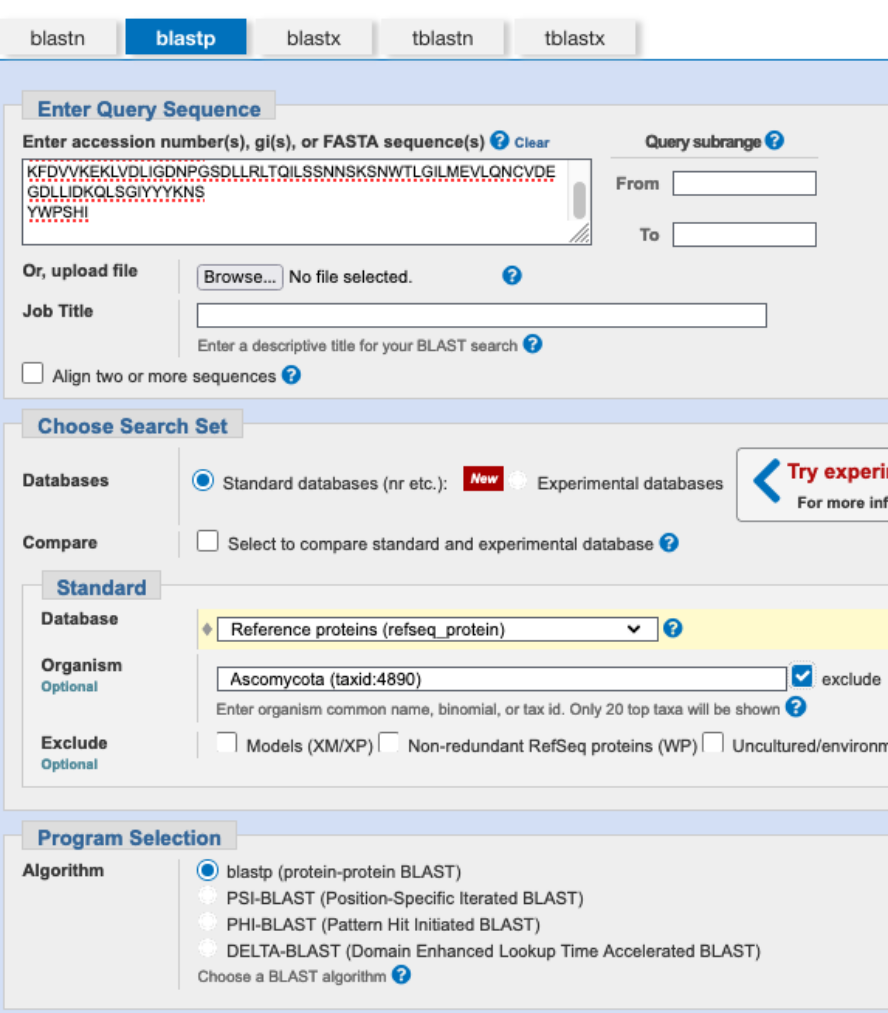 blastn blastp blastx tblastn tblastx
Enter Query Sequence
Enter accession number(s), gi(s), or FASTA sequence(s) ? Clear
Query subrange ?
KFDVVKEKLVDLIGDNPGSDLLRLTQILSSNNSKSNWTLGILMEVLQNCVDE
GDLLIDKQLSGIYYYKNS
YWPSHI
From
To
Or, upload file
Browse... No file selected. ?
Job Title
Enter a descriptive title for your BLAST search ?
Align two or more sequences ?
Choose Search Set
Databases
Standard databases (nr etc.): New Experimental databases
Try experi
For more inf
Compare
Select to compare standard and experimental database ?
Standard
Database
Reference proteins (refseq_protein) ?
Organism
Optional
Ascomycota (taxid:4890) exclude
Enter organism common name, binomial, or tax id. Only 20 top taxa will be shown ?
Exclude
Optional
Models (XM/XP) Non-redundant RefSeq proteins (WP) Uncultured/environm
Program Selection
Algorithm
blastp (protein-protein BLAST)
PSI-BLAST (Position-Specific Iterated BLAST)
PHI-BLAST (Pattern Hit Initiated BLAST)
DELTA-BLAST (Domain Enhanced Lookup Time Accelerated BLAST)
Choose a BLAST algorithm ?